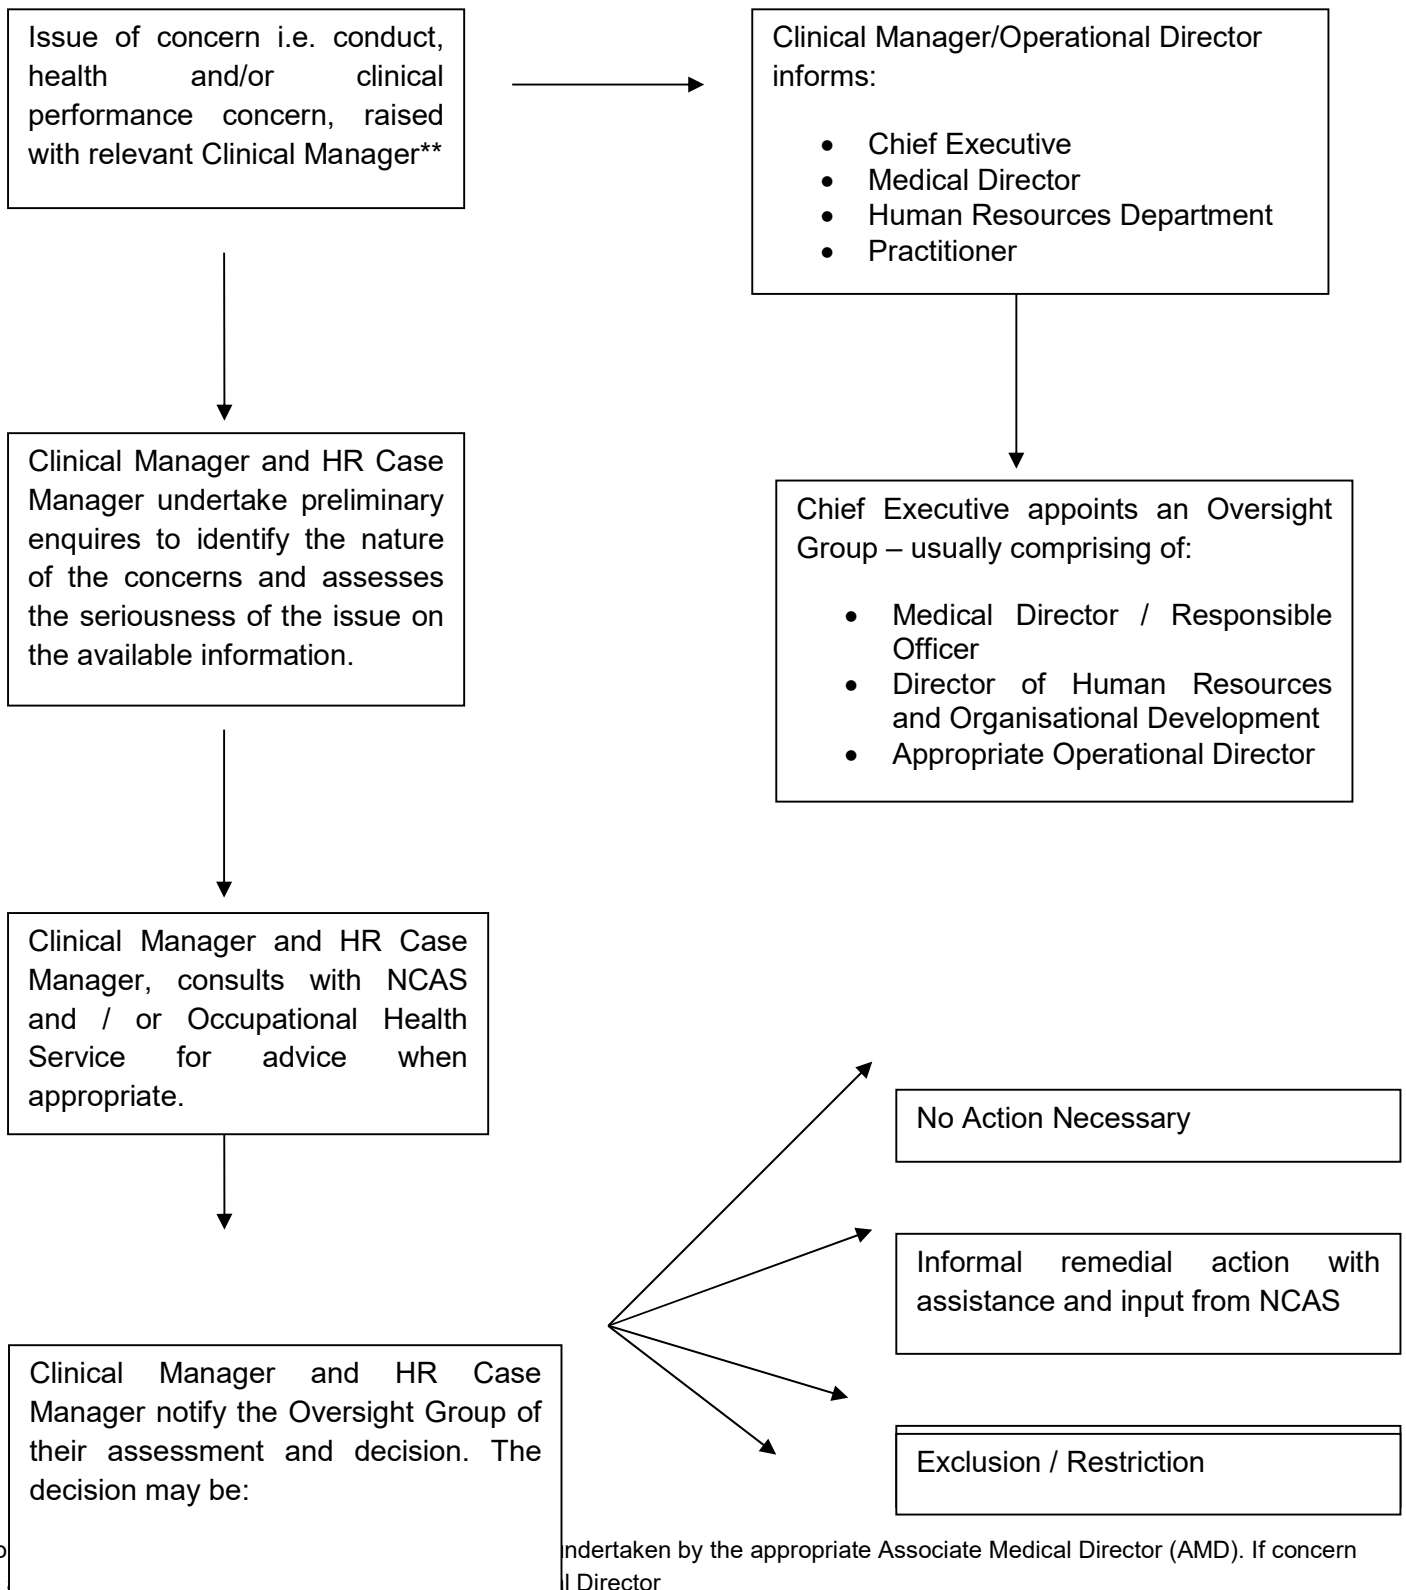 Issue of concern i.e. conduct,
health and/or clinical
performance concern, raised
with relevant Clinical Manager**
Clinical Manager/Operational Director
informs:
• Chief Executive
• Medical Director
• Human Resources Department
• Practitioner
Clinical Manager and HR Case
Manager undertake preliminary
enquires to identify the nature
of the concerns and assesses
the seriousness of the issue on
the available information.
Chief Executive appoints an Oversight
Group – usually comprising of:
• Medical Director / Responsible
Officer
• Director of Human Resources
and Organisational Development
• Appropriate Operational Director
Clinical Manager and HR Case
Manager, consults with NCAS
and / or Occupational Health
Service for advice when
appropriate.
No Action Necessary
Informal remedial action with
assistance and input from NCAS
Clinical Manager and HR Case
Manager notify the Oversight Group of
their assessment and decision. The
decision may be:
Exclusion / Restriction
undertaken by the appropriate Associate Medical Director (AMD). If concern
Director